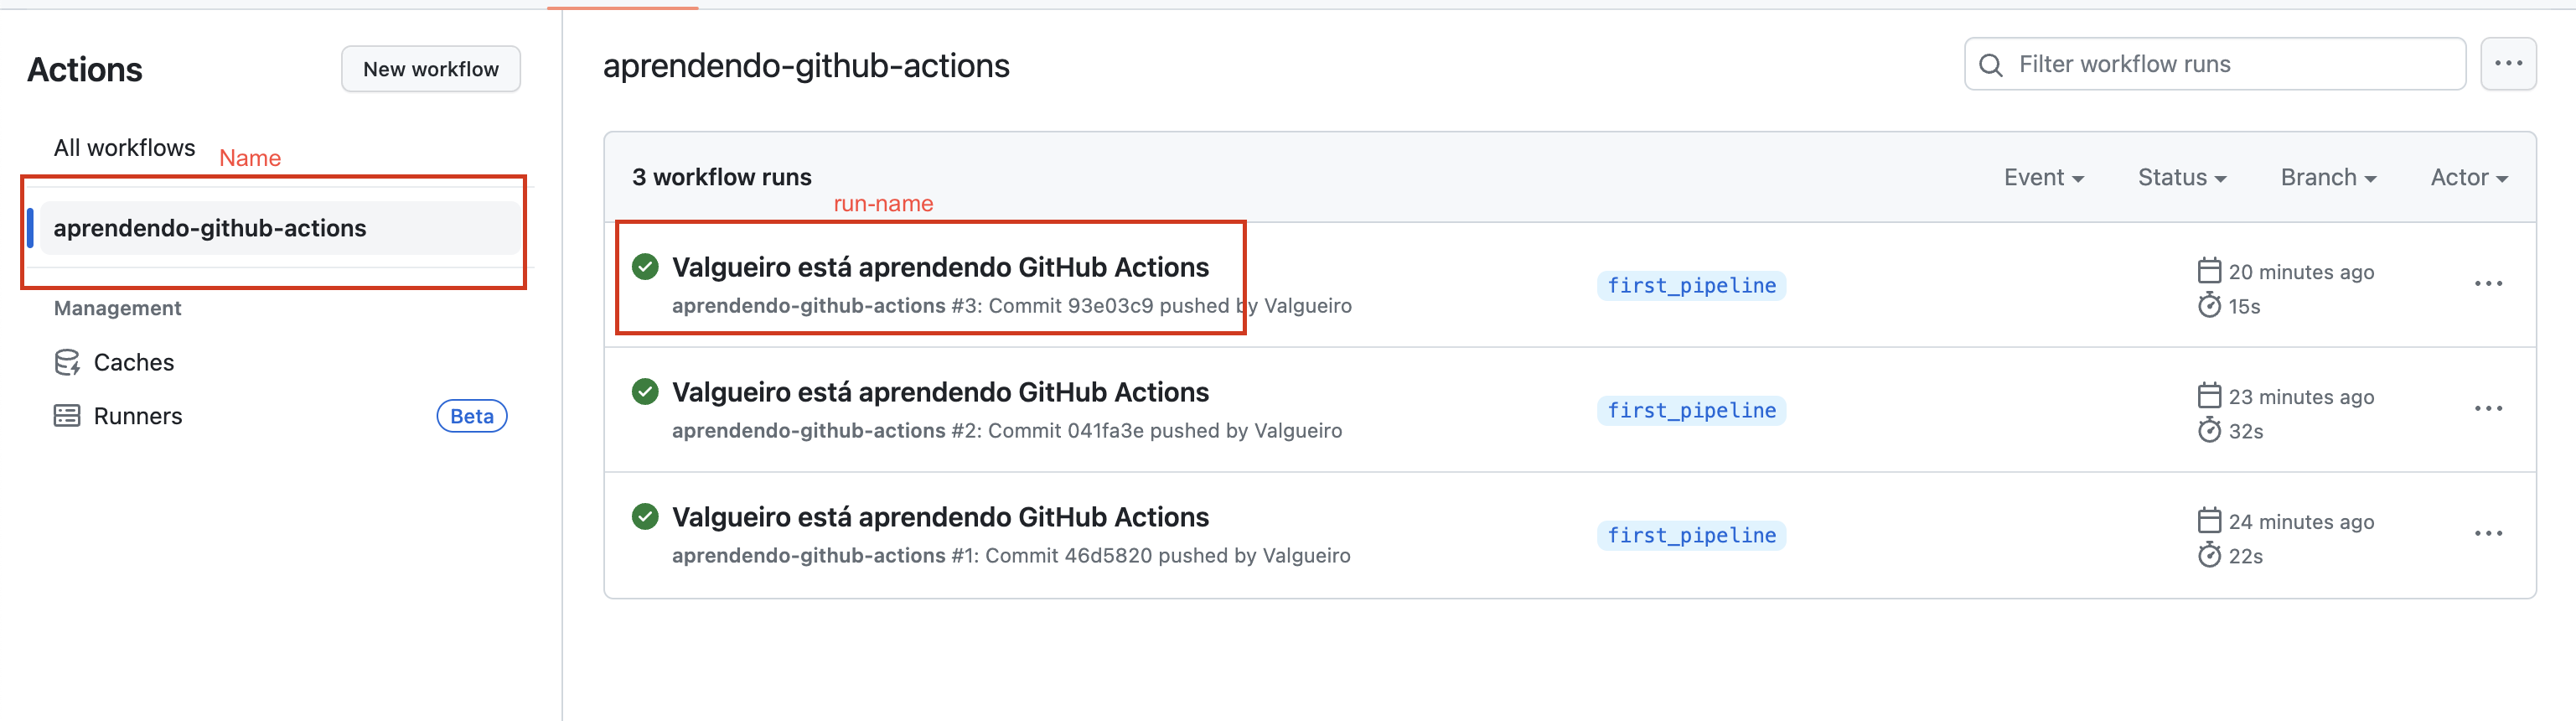 Actions
New workflow
All workflows
Name
aprendendo-github-actions
Management
Caches
Runners
Beta
aprendendo-github-actions
Filter workflow runs
3 workflow runs
run-name
Event
Status
Branch
Actor
Valgueiro está aprendendo GitHub Actions
aprendendo-github-actions #3: Commit 93e03c9 pushed by Valgueiro
first_pipeline
20 minutes ago
15s
Valgueiro está aprendendo GitHub Actions
aprendendo-github-actions #2: Commit 041fa3e pushed by Valgueiro
first_pipeline
23 minutes ago
32s
Valgueiro está aprendendo GitHub Actions
aprendendo-github-actions #1: Commit 46d5820 pushed by Valgueiro
first_pipeline
24 minutes ago
22s